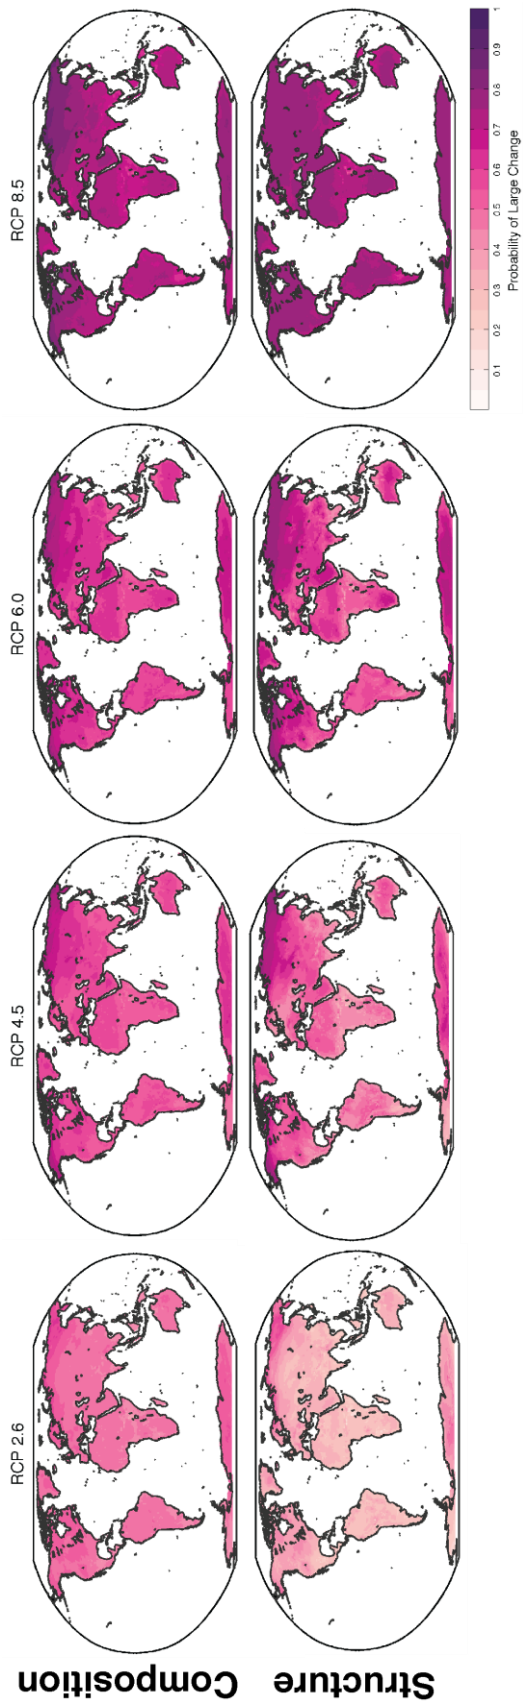 RCP 2.6
RCP 4.5
RCP 6.0
RCP 8.5
Composition
Structure
0.1
0.2
0.3
0.4
0.5
0.6
0.7
0.8
0.9
1
Probability of Large Change